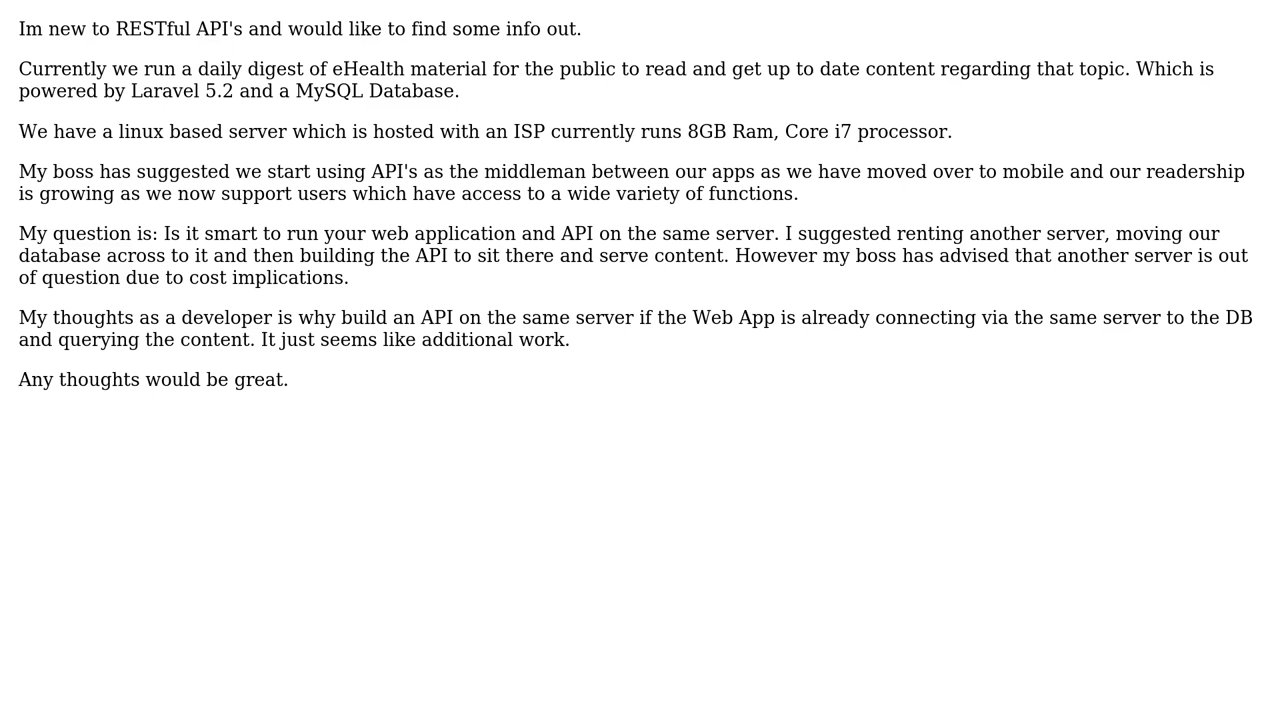 Im new to RESTful API's and would like to find some info out.
Currently we run a daily digest of eHealth material for the public to read and get up to date content regarding that topic. Which is
powered by Laravel 5.2 and a MySQL Database.
We have a linux based server which is hosted with an ISP currently runs 8GB Ram, Core i7 processor.
My boss has suggested we start using API's as the middleman between our apps as we have moved over to mobile and our readership
is growing as we now support users which have access to a wide variety of functions.
My question is: Is it smart to run your web application and API on the same server. I suggested renting another server, moving our
database across to it and then building the API to sit there and serve content. However my boss has advised that another server is out
of question due to cost implications.
My thoughts as a developer is why build an API on the same server if the Web App is already connecting via the same server to the DB
and querying the content. It just seems like additional work.
Any thoughts would be great.